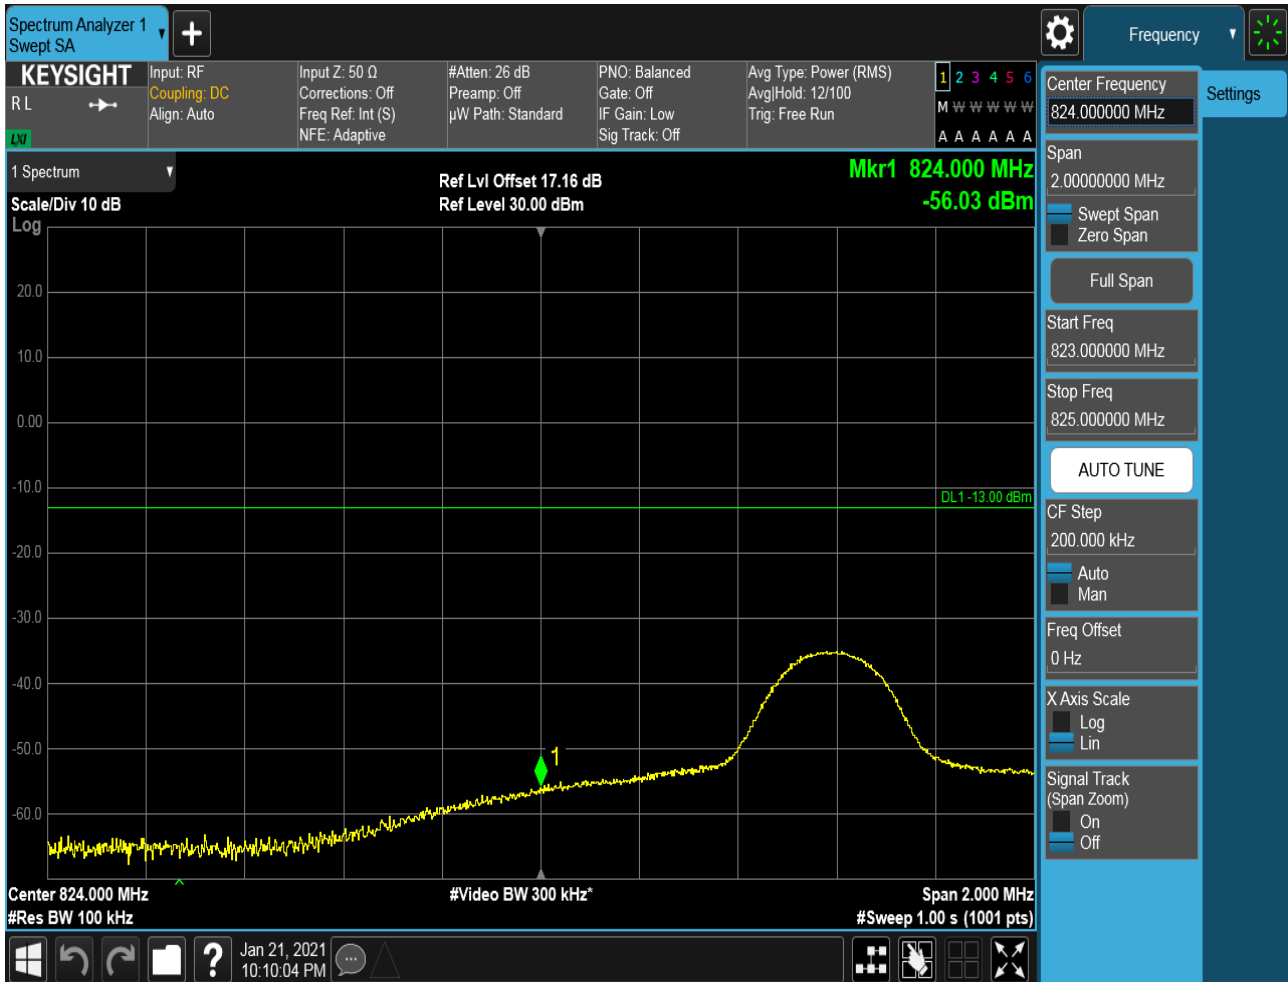 Spectrum Analyzer 1
Swept SA
Frequency
KEYSIGHT
R L
LXI
Input: RF
Coupling: DC
Align: Auto
Input Z: 50 Ω
Corrections: Off
Freq Ref: Int (S)
NFE: Adaptive
#Atten: 26 dB
Preamp: Off
µW Path: Standard
PNO: Balanced
Gate: Off
IF Gain: Low
Sig Track: Off
Avg Type: Power (RMS)
Avg|Hold: 12/100
Trig: Free Run
1 2 3 4 5 6
M W W W W W
A A A A A A
1 Spectrum
Scale/Div 10 dB
Log
Ref Lvl Offset 17.16 dB
Ref Level 30.00 dBm
Mkr1 824.000 MHz
-56.03 dBm
20.0
10.0
0.00
-10.0
-20.0
-30.0
-40.0
-50.0
-60.0
DL1 -13.00 dBm
1
Center 824.000 MHz
#Res BW 100 kHz
#Video BW 300 kHz*
Span 2.000 MHz
#Sweep 1.00 s (1001 pts)
?
Jan 21, 2021
10:10:04 PM
Center Frequency
824.000000 MHz
Settings
Span
2.00000000 MHz
Swept Span
Zero Span
Full Span
Start Freq
823.000000 MHz
Stop Freq
825.000000 MHz
AUTO TUNE
CF Step
200.000 kHz
Auto
Man
Freq Offset
0 Hz
X Axis Scale
Log
Lin
Signal Track
(Span Zoom)
On
Off